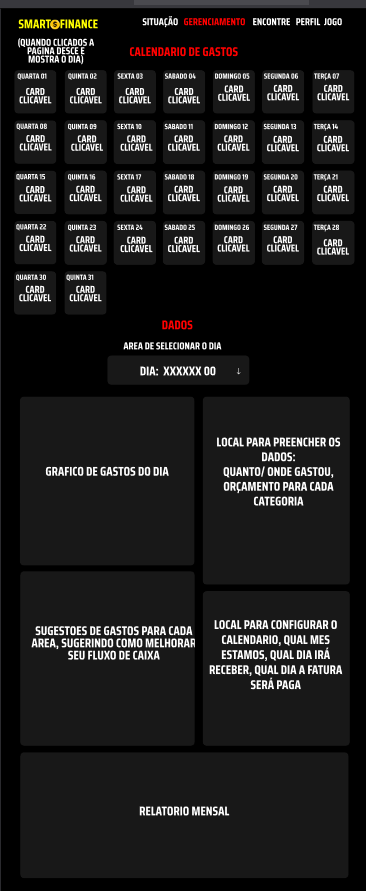 SMART@FINANCE
SITUAÇÃO GERENCIAMENTO ENCONTRE PERFIL JOGO
(QUANDO CLICADOS A
PAGINA DESCE E
MOSTRA O DIA)
CALENDARIO DE GASTOS
QUARTA 01 QUINTA 02 SEXTA 03 SABADO 04 DOMINGO 05 SEGUNDA 06 TERÇA 07
CARD CARD CARD CARD CARD CARD CARD
CLICAVEL CLICAVEL CLICAVEL CLICAVEL CLICAVEL CLICAVEL CLICAVEL
QUARTA 08 QUINTA 09 SEXTA 10 SABADO 11 DOMINGO 12 SEGUNDA 13 TERÇA 14
CARD CARD CARD CARD CARD CARD CARD
CLICAVEL CLICAVEL CLICAVEL CLICAVEL CLICAVEL CLICAVEL CLICAVEL
QUARTA 15 QUINTA 16 SEXTA 17 SABADO 18 DOMINGO 19 SEGUNDA 20 TERÇA 21
CARD CARD CARD CARD CARD CARD CARD
CLICAVEL CLICAVEL CLICAVEL CLICAVEL CLICAVEL CLICAVEL CLICAVEL
QUARTA 22 QUINTA 23 SEXTA 24 SABADO 25 DOMINGO 26 SEGUNDA 27 TERÇA 28
CARD CARD CARD CARD CARD CARD CARD
CLICAVEL CLICAVEL CLICAVEL CLICAVEL CLICAVEL CLICAVEL CLICAVEL
QUARTA 30 QUINTA 31
CARD CARD
CLICAVEL CLICAVEL
DADOS
AREA DE SELECIONAR O DIA
DIA: XXXXXX 00 ↓
GRAFICO DE GASTOS DO DIA
LOCAL PARA PREENCHER OS
DADOS:
QUANTO/ ONDE GASTOU,
ORÇAMENTO PARA CADA
CATEGORIA
SUGESTOES DE GASTOS PARA CADA
AREA, SUGERINDO COMO MELHORAR
SEU FLUXO DE CAIXA
LOCAL PARA CONFIGURAR O
CALENDARIO, QUAL MES
ESTAMOS, QUAL DIA IRÁ
RECEBER, QUAL DIA A FATURA
SERÁ PAGA
RELATORIO MENSAL